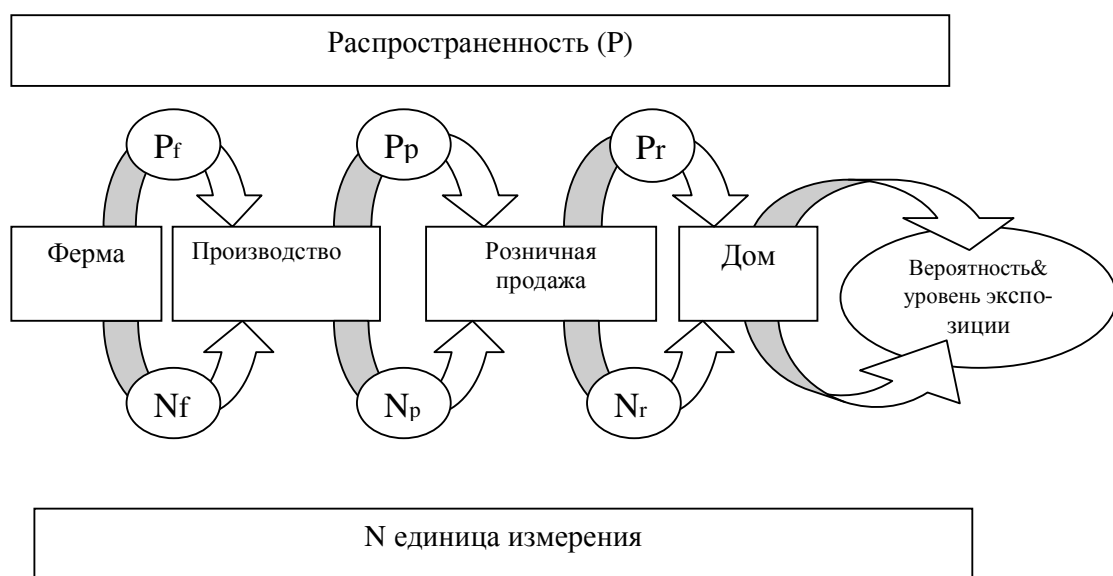 Распространенность (P)
Pf
Pp
Pr
Ферма
Производство
Розничная
продажа
Дом
Вероятность&
уровень экспо-
зиции
Nf
Np
Nr
N единица измерения